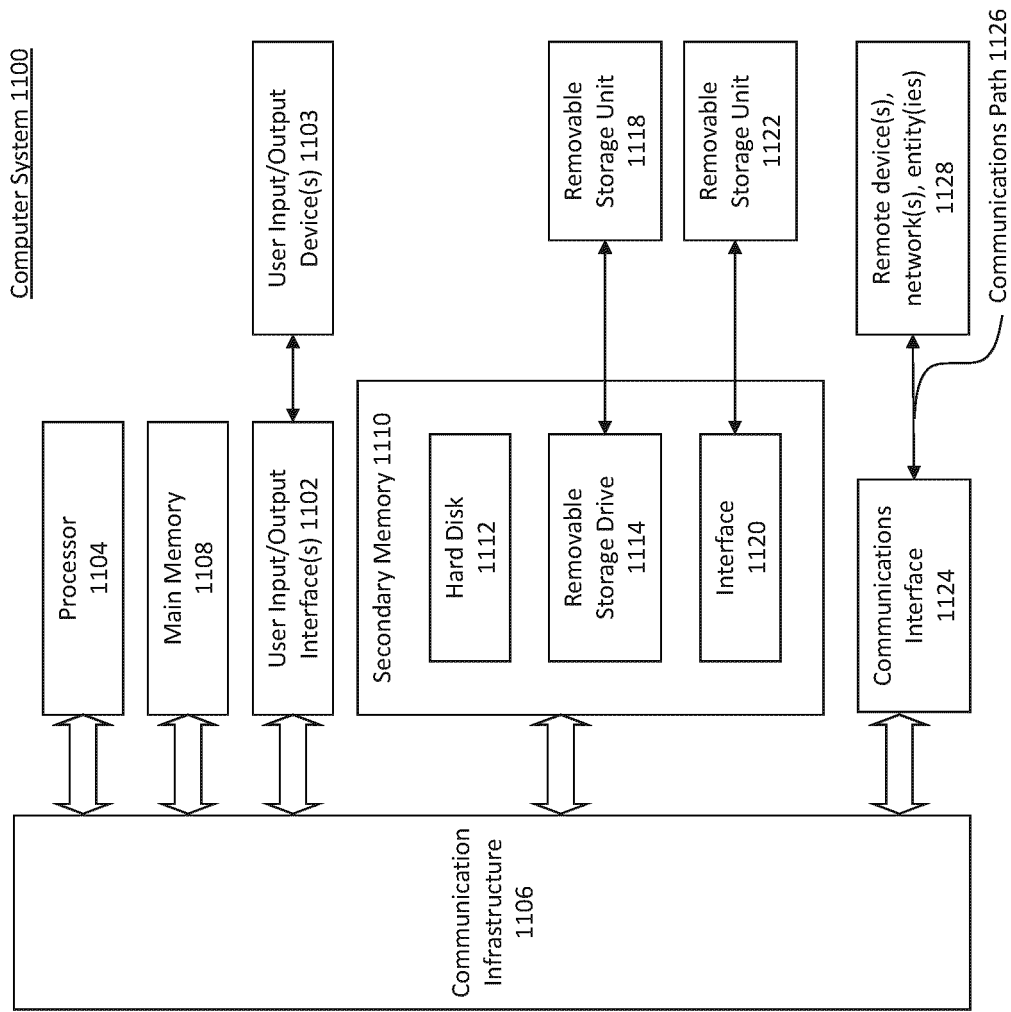 Computer System 1100
Processor
1104
Main Memory
1108
User Input/Output
Interface(s) 1102
User Input/Output
Device(s) 1103
Secondary Memory 1110
Hard Disk
1112
Removable
Storage Drive
1114
Removable
Storage Unit
1118
Interface
1120
Removable
Storage Unit
1122
Communications
Interface
1124
Remote device(s),
network(s), entity(ies)
1128
Communications Path 1126
Communication
Infrastructure
1106